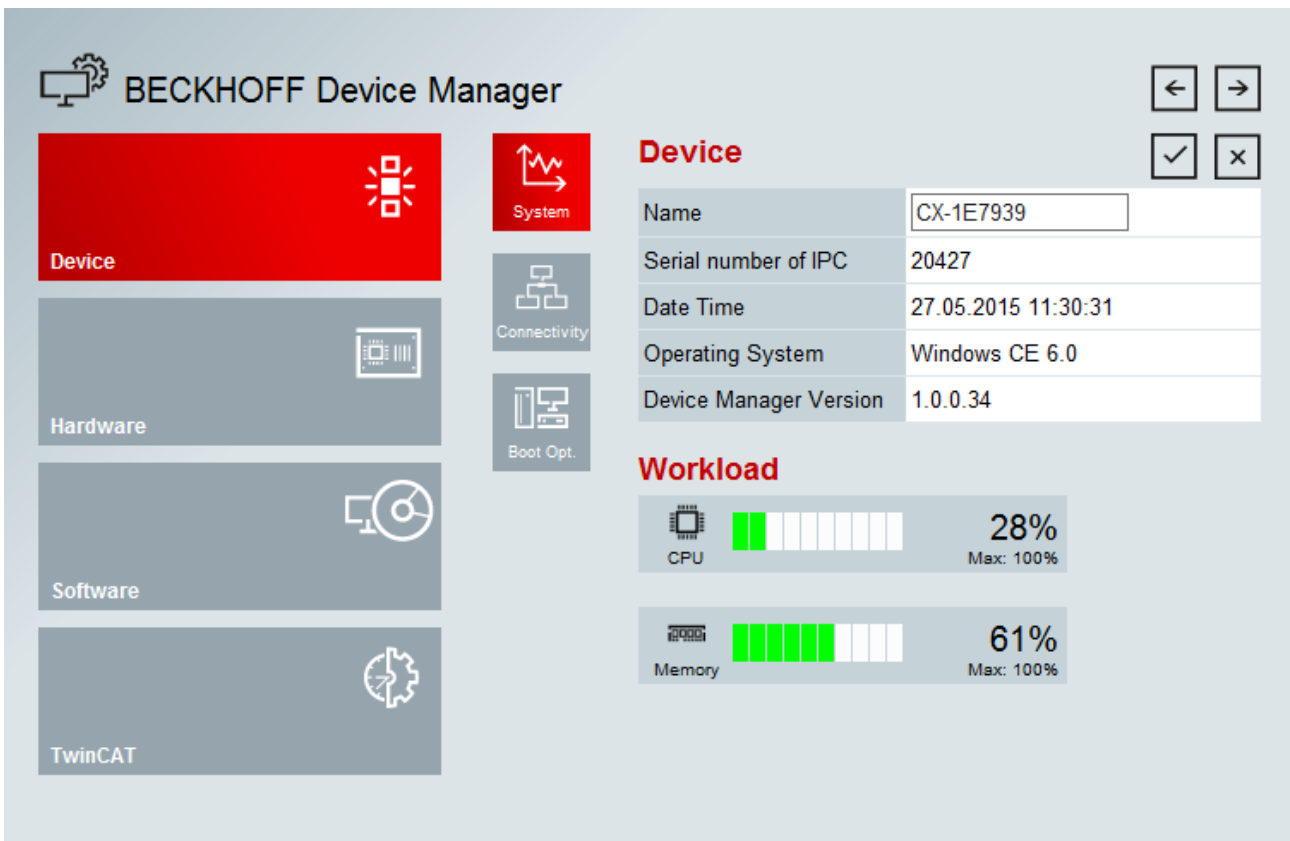 BECKHOFF Device Manager
Device
Hardware
Software
TwinCAT
System
Connectivity
Boot Opt.
Device
Name CX-1E7939
Serial number of IPC 20427
Date Time 27.05.2015 11:30:31
Operating System Windows CE 6.0
Device Manager Version 1.0.0.34
Workload
CPU 28%
Max: 100%
Memory 61%
Max: 100%